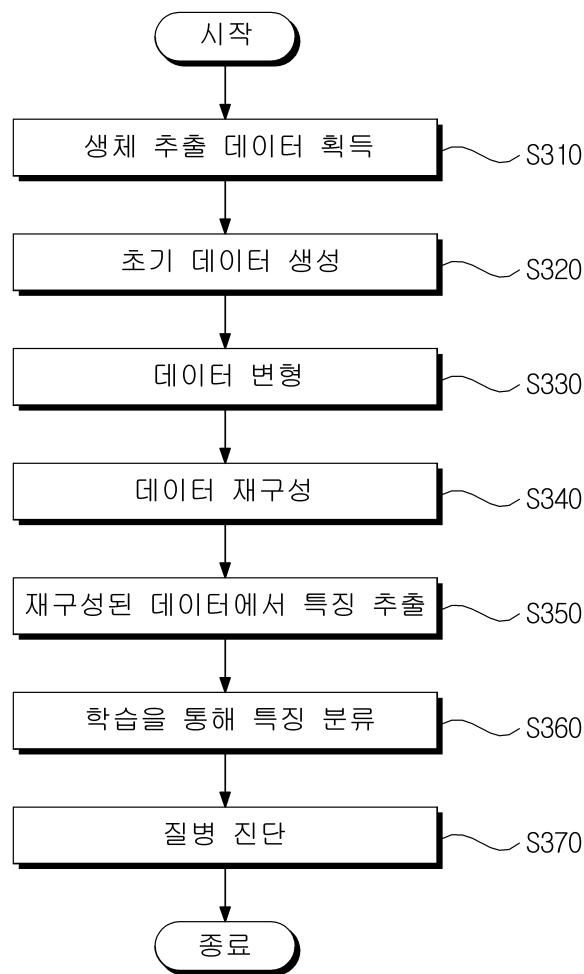 시작
생체 추출 데이터 획득
S310
초기 데이터 생성
S320
데이터 변형
S330
데이터 재구성
S340
재구성된 데이터에서 특징 추출
S350
학습을 통해 특징 분류
S360
질병 진단
S370
종료